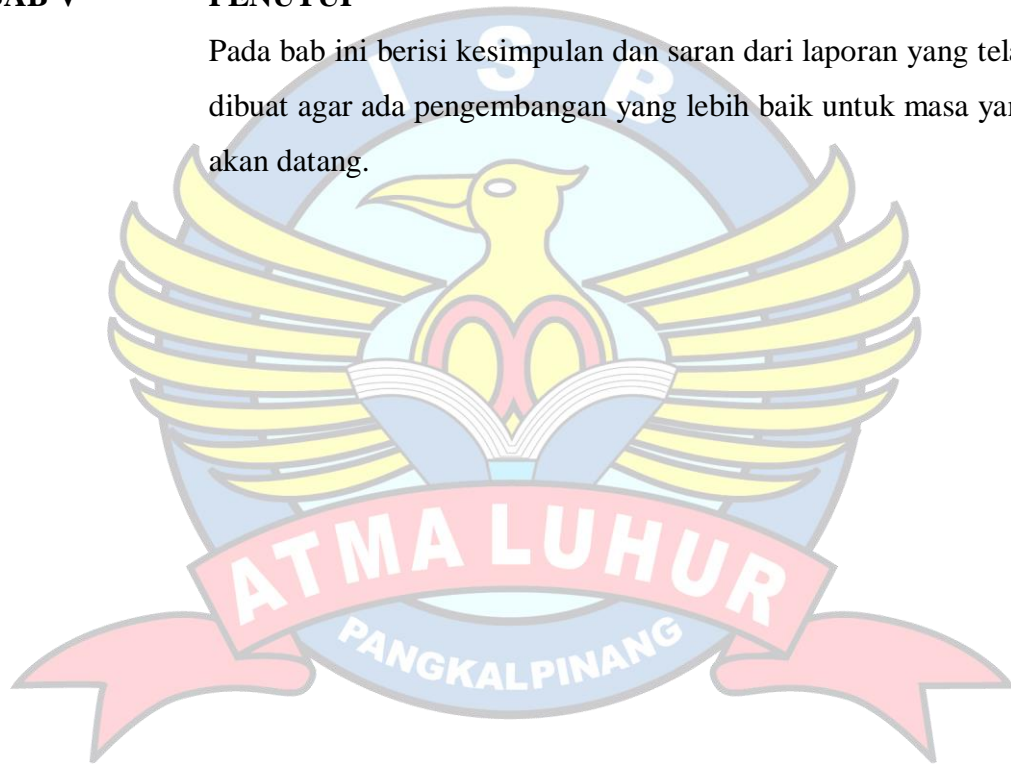 BAB V PENUTUP
Pada bab ini berisi kesimpulan dan saran dari laporan yang tela
dibuat agar ada pengembangan yang lebih baik untuk masa yan
akan datang.
I S B
ATMA LUHUR
PANGKALPINANG